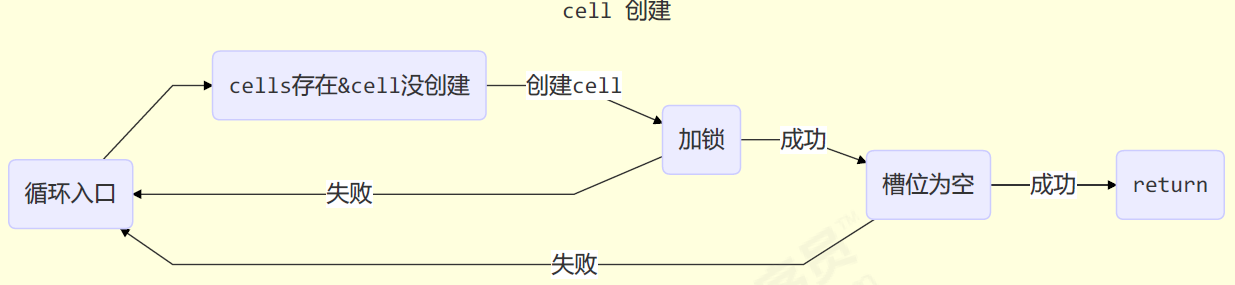 cell 创建
cells存在&cell没创建
创建cell
加锁
成功
循环入口
失败
槽位为空
成功
return
失败